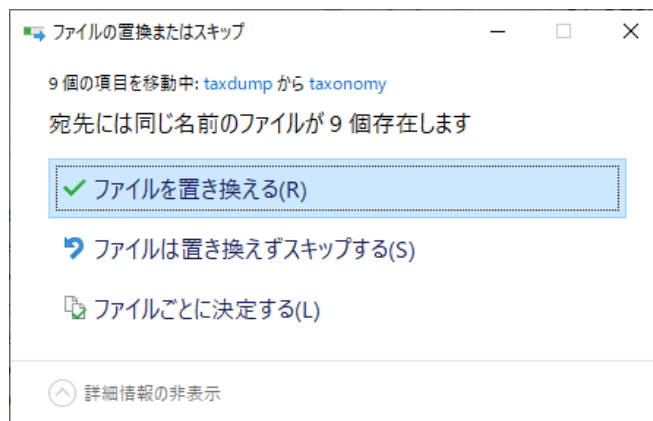 ファイルの置換またはスキップ
9 個の項目を移動中: taxdump から taxonomy
宛先には同じ名前のファイルが 9 個存在します
ファイルを置き換える(R)
ファイルは置き換えずスキップする(S)
ファイルごとに決定する(L)
詳細情報の非表示